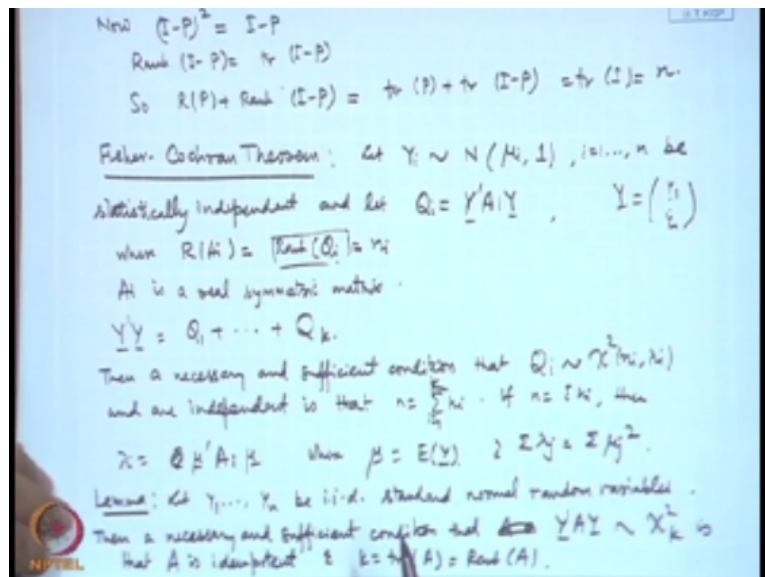 Now (I-P)² = I-P
Rank (I-P) = tr (I-P)
So R(P) + Rank (I-P) = tr (P) + tr (I-P) = tr (I) = n.
Fisher-Cochran Theorem : Let Yi ~ N (μi, 1), i=1,..., n be
statistically independent and let Qi = Y'AiY , Y = (Y1 ⋮ Yn)
where R(Ai) = Rank (Qi) = ni
Ai is a real symmetric matrix.
Y'Y = Q1 + ⋯ + Qk.
Then a necessary and sufficient condition that Qi ~ χ²(ni, λi)
and are independent is that n = Σ ni . If n = Σ ni, then
λ = μ'Ai μ where μ = E(Y). & Σ λj = Σ μj².
Lemma : Let Y1,..., Yn be i.i.d. standard normal random variables.
Then a necessary and sufficient condition that Y'AY ~ χ²k is
that A is idempotent & k = tr (A) = Rank (A).
NPTEL